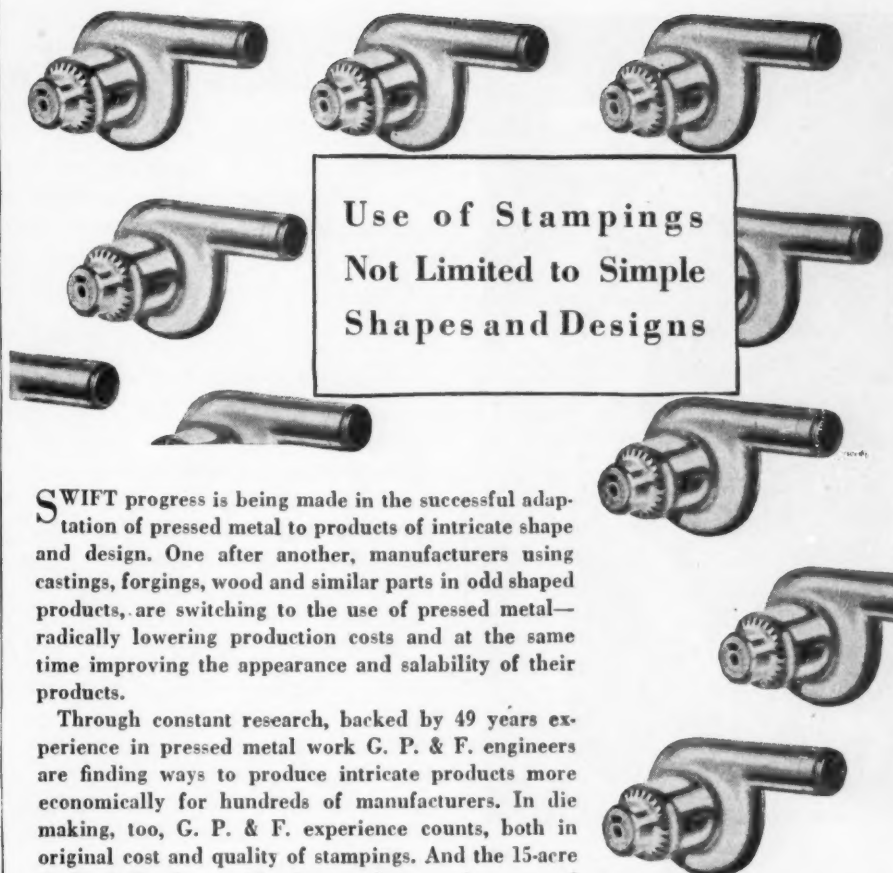 Use of Stampings
Not Limited to Simple
Shapes and Designs
SWIFT progress is being made in the successful adap-
tation of pressed metal to products of intricate shape
and design. One after another, manufacturers using
castings, forgings, wood and similar parts in odd shaped
products, are switching to the use of pressed metal—
radically lowering production costs and at the same
time improving the appearance and salability of their
products.
Through constant research, backed by 49 years ex-
perience in pressed metal work G. P. & F. engineers
are finding ways to produce intricate products more
economically for hundreds of manufacturers. In die
making, too, G. P. & F. experience counts, both in
original cost and quality of stampings. And the 15-acre